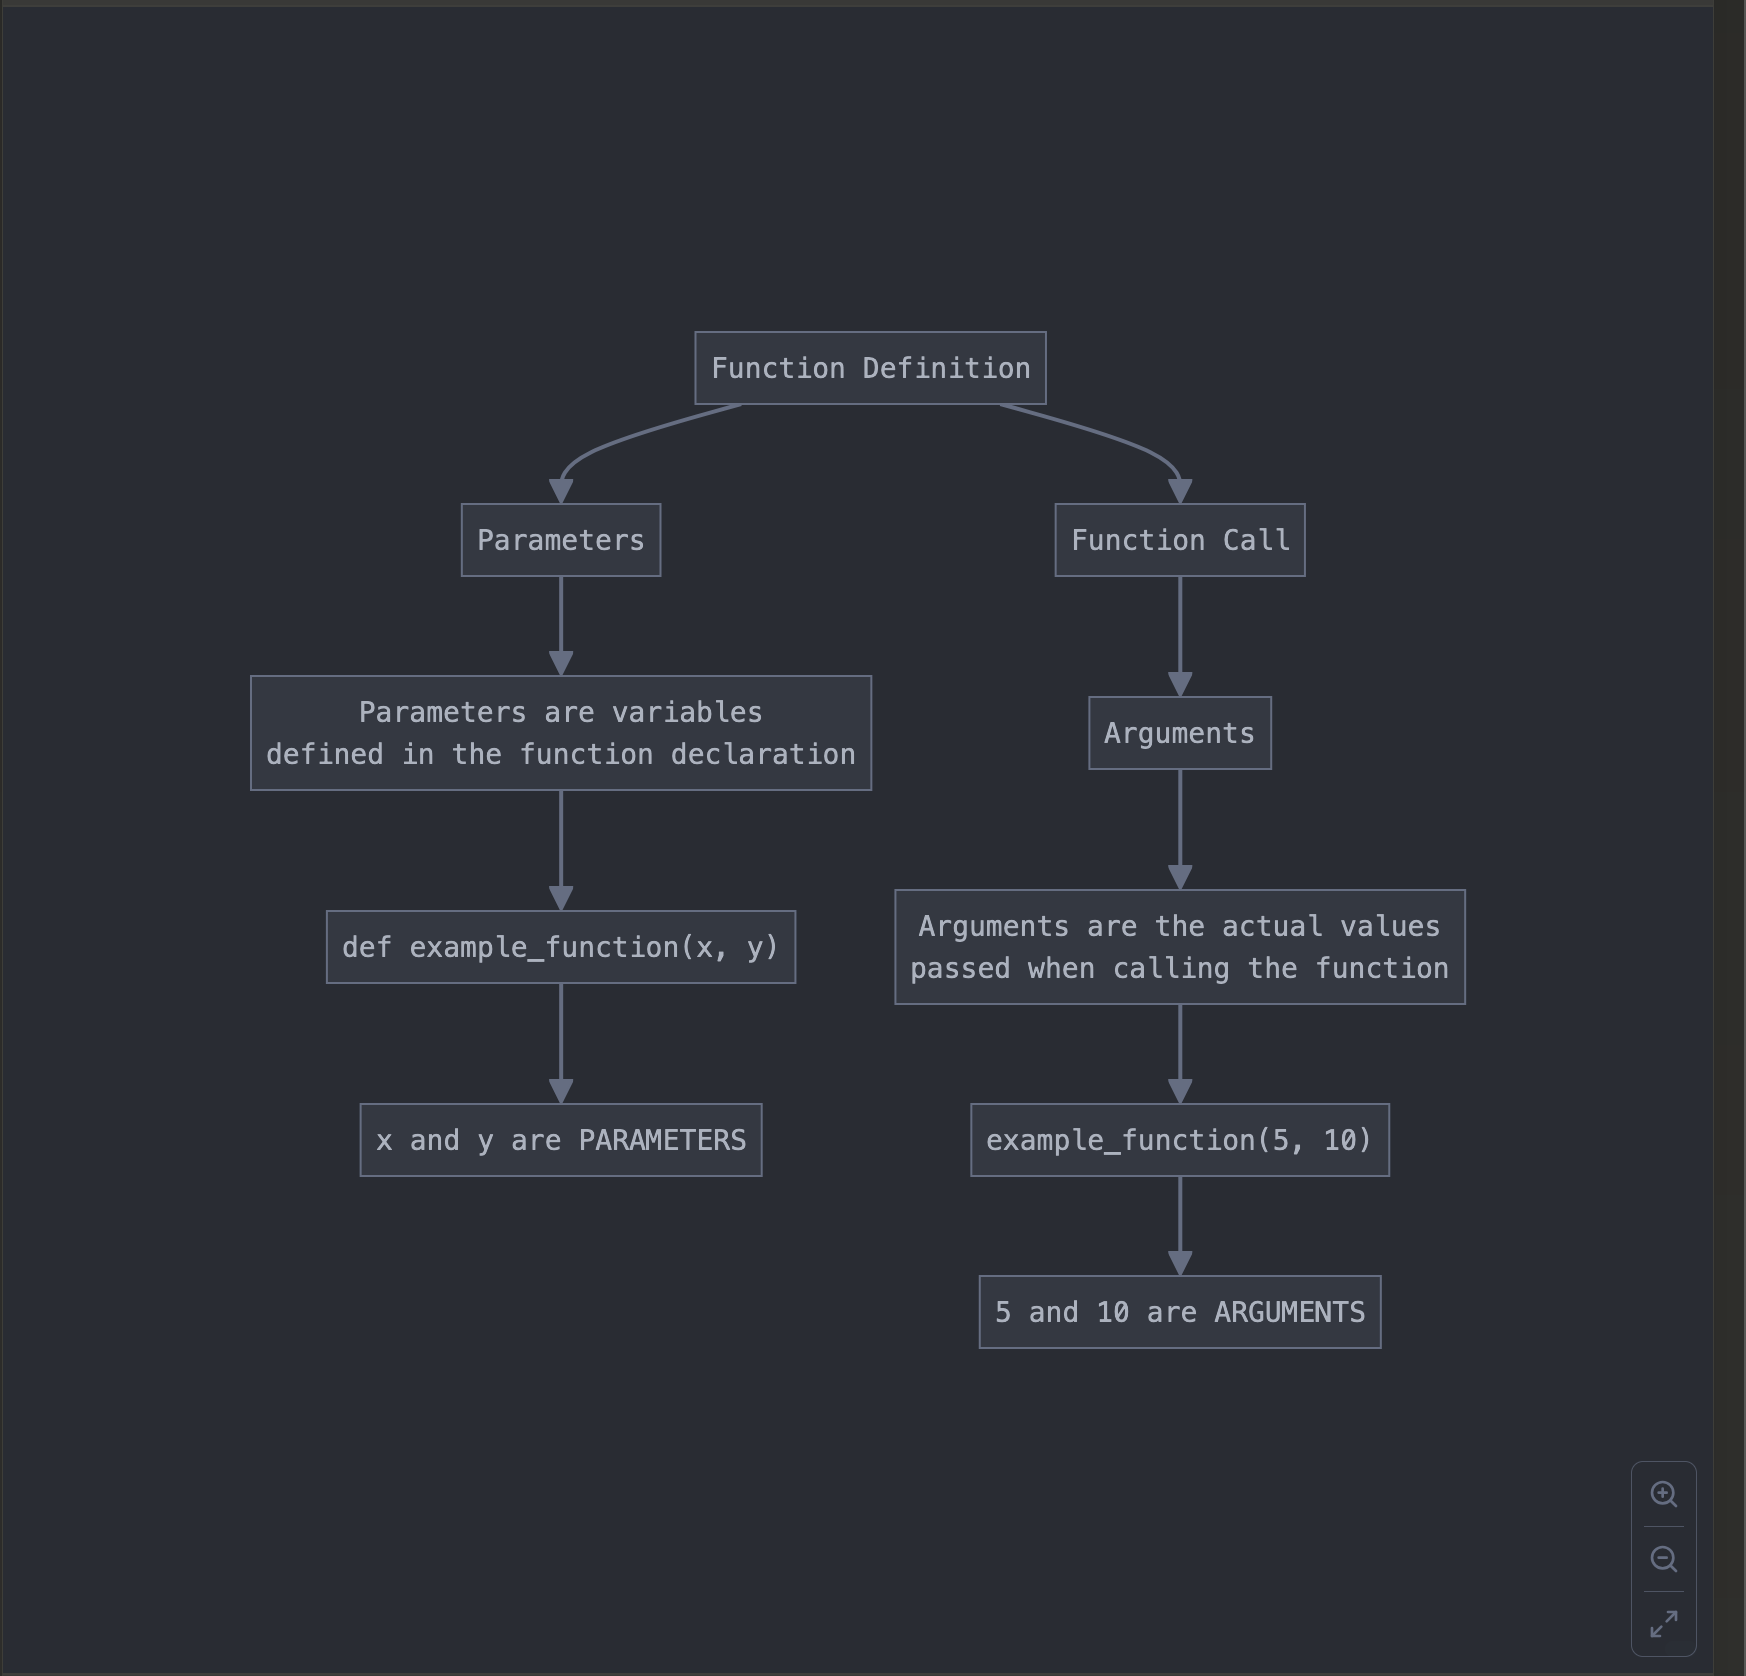 Function Definition
Parameters
Function Call
Parameters are variables
defined in the function declaration
Arguments
def example_function(x, y)
Arguments are the actual values
passed when calling the function
x and y are PARAMETERS
example_function(5, 10)
5 and 10 are ARGUMENTS